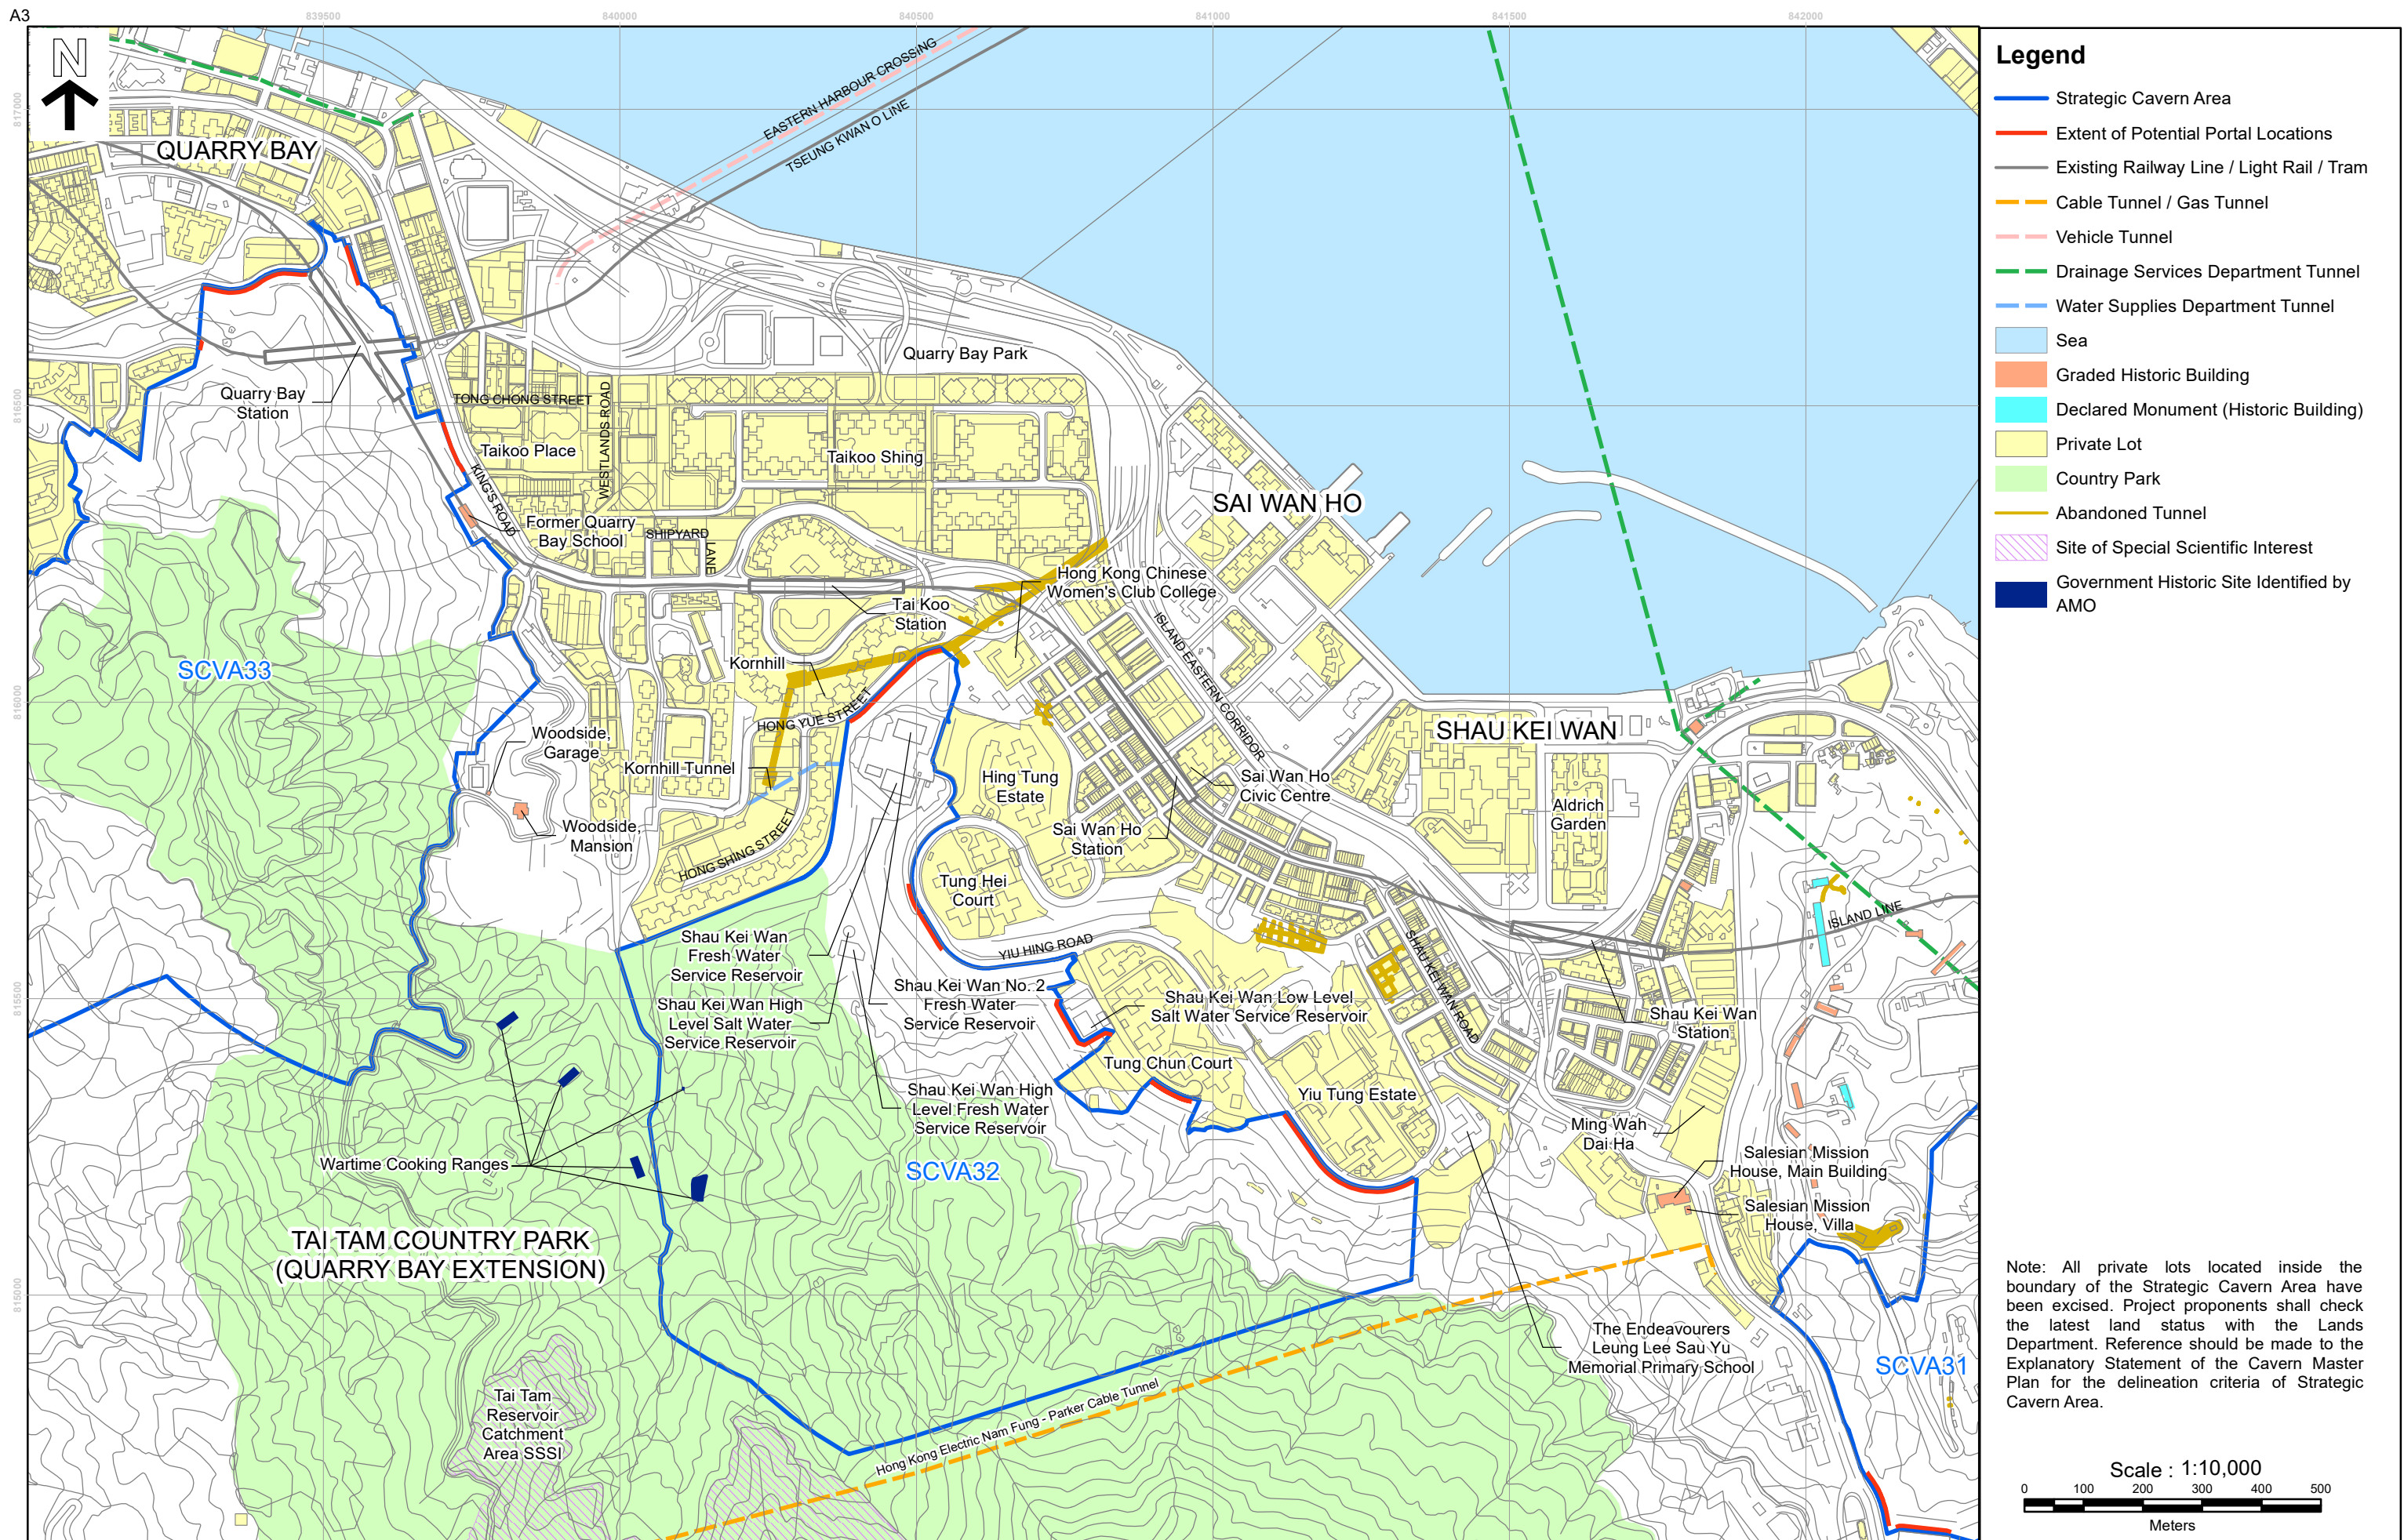 A3
839500
840000
840500
841000
841500
842000
817000
816500
816000
815500
815000
N
QUARRY BAY
EASTERN HARBOUR CROSSING
TSEUNG KWAN O LINE
Quarry Bay Park
Quarry Bay
Station
TONG CHONG STREET
WESTLANDS ROAD
Taikoo Place
Taikoo Shing
KING'S ROAD
SAI WAN HO
Former Quarry
Bay School
SHIPYARD
LANE
Hong Kong Chinese
Women's Club College
Tai Koo
Station
ISLAND EASTERN CORRIDOR
SCVA33
Kornhill
HONG YUE STREET
SHAU KEI WAN
Woodside,
Garage
Kornhill Tunnel
Hing Tung
Estate
Sai Wan Ho
Civic Centre
Aldrich
Garden
Woodside,
Mansion
HONG SHING STREET
Sai Wan Ho
Station
Tung Hei
Court
ISLAND LINE
Shau Kei Wan
Fresh Water
Service Reservoir
YIU HING ROAD
SHAU KEI WAN ROAD
Shau Kei Wan No. 2
Fresh Water
Service Reservoir
Shau Kei Wan High
Level Salt Water
Service Reservoir
Shau Kei Wan Low Level
Salt Water Service Reservoir
Shau Kei Wan
Station
Tung Chun Court
Shau Kei Wan High
Level Fresh Water
Service Reservoir
Yiu Tung Estate
Ming Wah
Dai Ha
Wartime Cooking Ranges
SCVA32
Salesian Mission
House, Main Building
Salesian Mission
House, Villa
TAI TAM COUNTRY PARK
(QUARRY BAY EXTENSION)
The Endeavourers
Leung Lee Sau Yu
Memorial Primary School
SCVA31
Tai Tam
Reservoir
Catchment
Area SSSI
Hong Kong Electric Nam Fung - Parker Cable Tunnel
Legend
Strategic Cavern Area
Extent of Potential Portal Locations
Existing Railway Line / Light Rail / Tram
Cable Tunnel / Gas Tunnel
Vehicle Tunnel
Drainage Services Department Tunnel
Water Supplies Department Tunnel
Sea
Graded Historic Building
Declared Monument (Historic Building)
Private Lot
Country Park
Abandoned Tunnel
Site of Special Scientific Interest
Government Historic Site Identified by
AMO
Note: All private lots located inside the
boundary of the Strategic Cavern Area have
been excised. Project proponents shall check
the latest land status with the Lands
Department. Reference should be made to the
Explanatory Statement of the Cavern Master
Plan for the delineation criteria of Strategic
Cavern Area.
Scale : 1:10,000
0 100 200 300 400 500
Meters